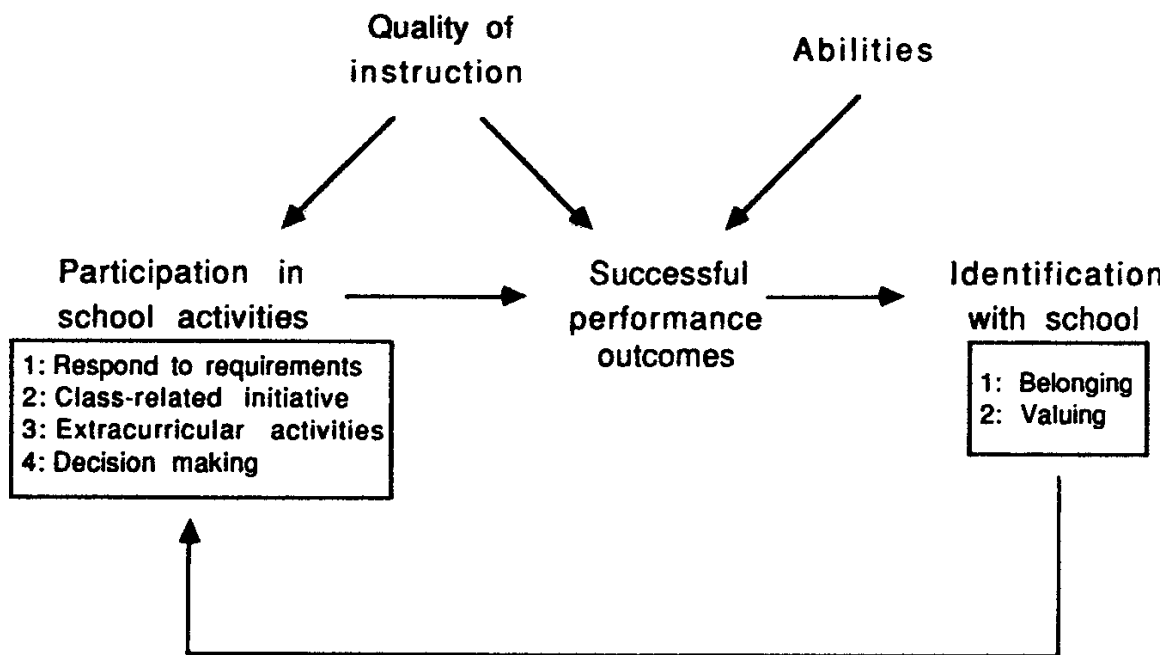 Quality of
instruction
Abilities
Participation in
school activities
1: Respond to requirements
2: Class-related initiative
3: Extracurricular activities
4: Decision making
Successful
performance
outcomes
Identification
with school
1: Belonging
2: Valuing